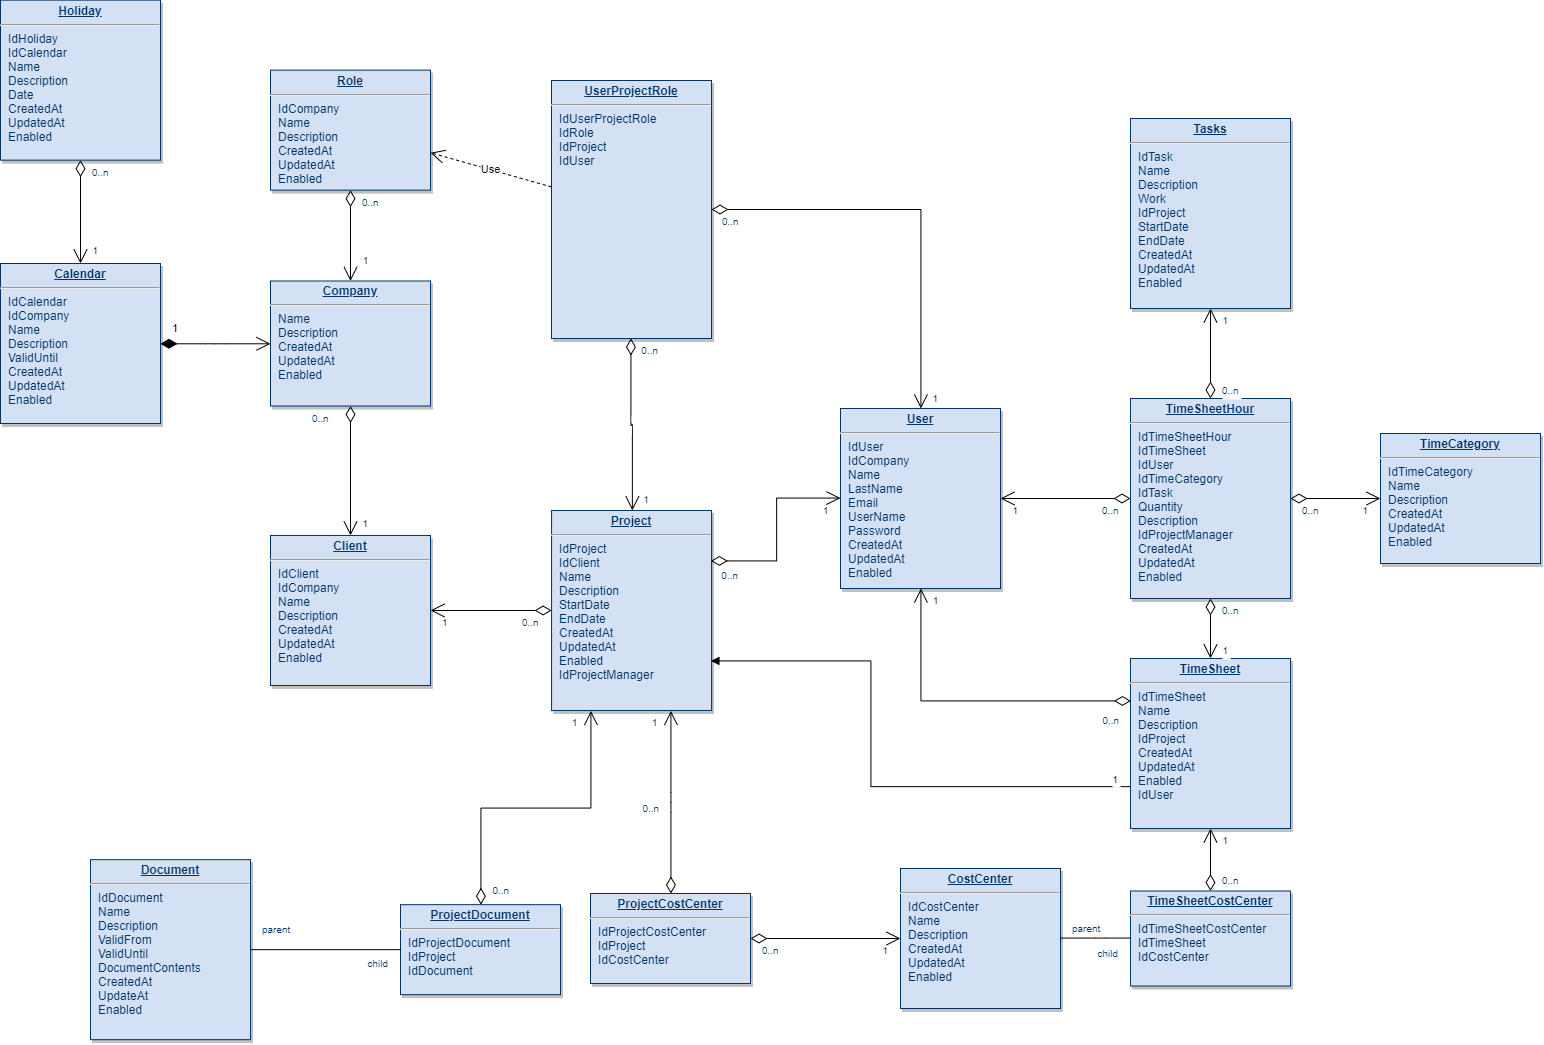 Holiday
IdHoliday
IdCalendar
Name
Description
Date
CreatedAt
UpdatedAt
Enabled
0..n
1
Calendar
IdCalendar
IdCompany
Name
Description
ValidUntil
CreatedAt
UpdatedAt
Enabled
1
Role
IdCompany
Name
Description
CreatedAt
UpdatedAt
Enabled
0..n
1
Company
Name
Description
CreatedAt
UpdatedAt
Enabled
0..n
1
Client
IdClient
IdCompany
Name
Description
CreatedAt
UpdatedAt
Enabled
1
0..n
Use
UserProjectRole
IdUserProjectRole
IdRole
IdProject
IdUser
0..n
0..n
1
1
Project
IdProject
IdClient
Name
Description
StartDate
EndDate
CreatedAt
UpdatedAt
Enabled
IdProjectManager
0..n
1
1
1
User
IdUser
IdCompany
Name
LastName
Email
UserName
Password
CreatedAt
UpdatedAt
Enabled
1
1
0..n
Tasks
IdTask
Name
Description
Work
IdProject
StartDate
EndDate
CreatedAt
UpdatedAt
Enabled
1
0..n
TimeSheetHour
IdTimeSheetHour
IdTimeSheet
IdUser
IdTimeCategory
IdTask
Quantity
Description
IdProjectManager
CreatedAt
UpdatedAt
Enabled
0..n
1
TimeCategory
IdTimeCategory
Name
Description
CreatedAt
UpdatedAt
Enabled
0..n
1
TimeSheet
IdTimeSheet
Name
Description
IdProject
CreatedAt
UpdatedAt
Enabled
IdUser
0..n
1
1
0..n
Document
IdDocument
Name
Description
ValidFrom
ValidUntil
DocumentContents
CreatedAt
UpdateAt
Enabled
parent
child
0..n
ProjectDocument
IdProjectDocument
IdProject
IdDocument
0..n
ProjectCostCenter
IdProjectCostCenter
IdProject
IdCostCenter
0..n
1
CostCenter
IdCostCenter
Name
Description
CreatedAt
UpdatedAt
Enabled
parent
child
TimeSheetCostCenter
IdTimeSheetCostCenter
IdTimeSheet
IdCostCenter